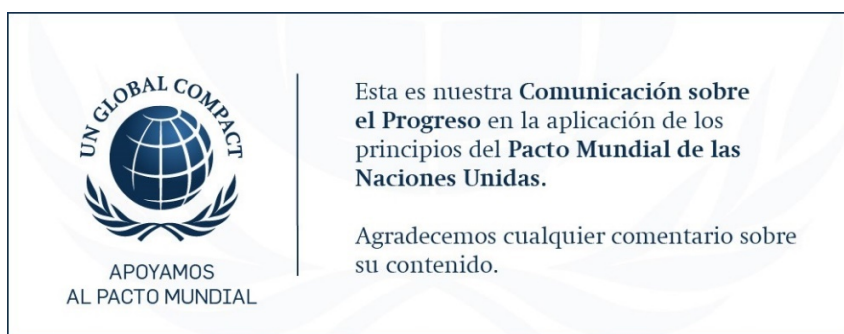 UN GLOBAL COMPACT
APOYAMOS
AL PACTO MUNDIAL
Esta es nuestra Comunicación sobre
el Progreso en la aplicación de los
principios del Pacto Mundial de las
Naciones Unidas.
Agradecemos cualquier comentario sobre
su contenido.